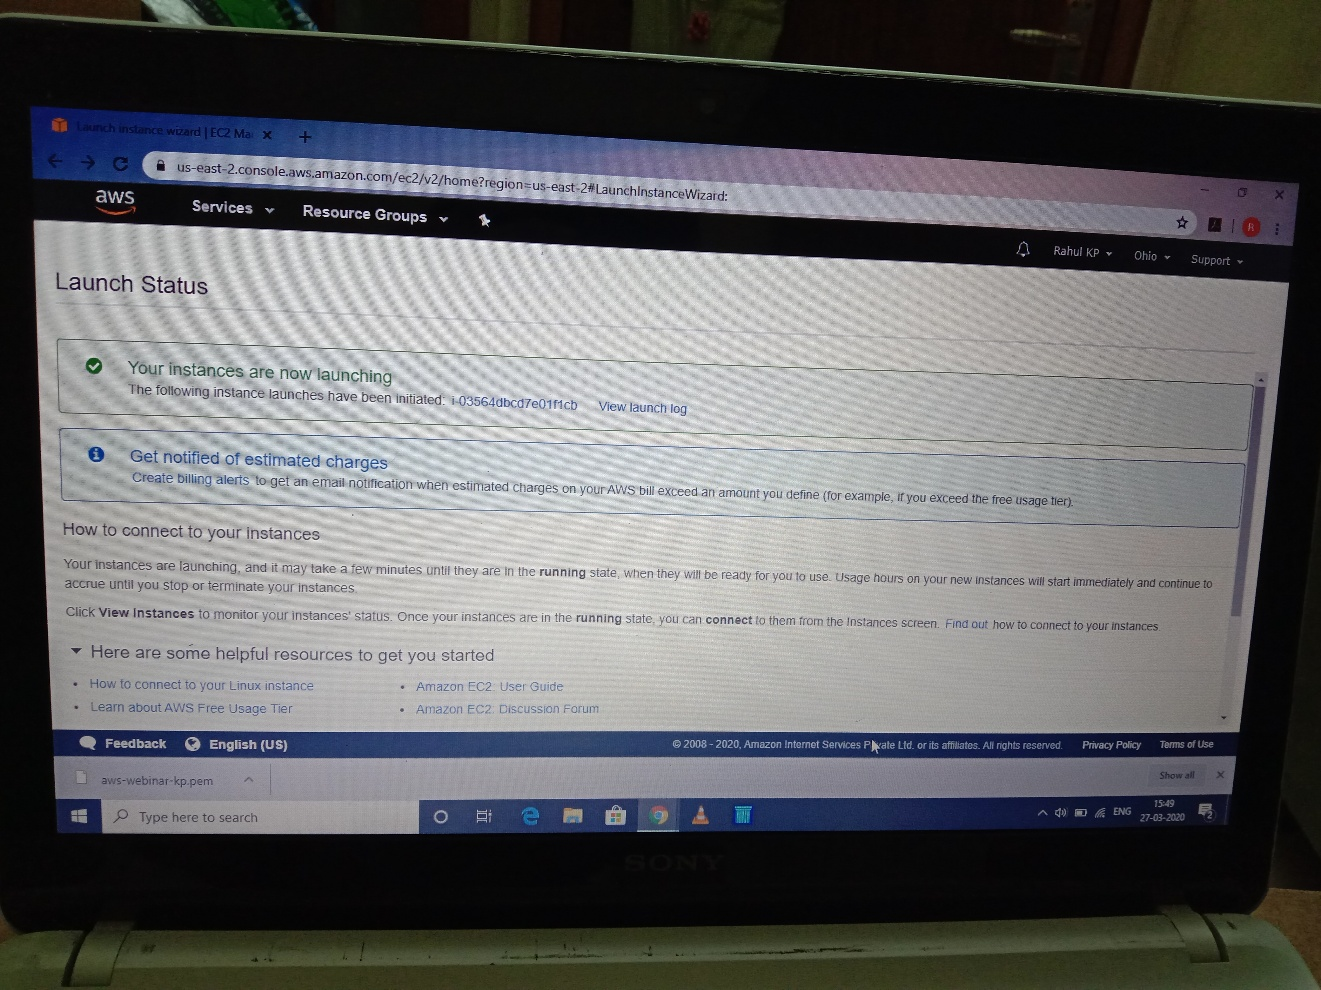 Launch instance wizard | EC2 Ma
us-east-2.console.aws.amazon.com/ec2/v2/home?region=us-east-2#LaunchInstanceWizard:
R
aws Services Resource Groups Rahul KP Ohio Support
Launch Status
Your instances are now launching
The following instance launches have been initiated: i-03564dbcd7e01f1cb View launch log
Get notified of estimated charges
Create billing alerts to get an email notification when estimated charges on your AWS bill exceed an amount you define (for example, if you exceed the free usage tier).
How to connect to your instances
Your instances are launching, and it may take a few minutes until they are in the running state, when they will be ready for you to use. Usage hours on your new instances will start immediately and continue to
accrue until you stop or terminate your instances.
Click View Instances to monitor your instances' status. Once your instances are in the running state, you can connect to them from the Instances screen. Find out how to connect to your instances.
Here are some helpful resources to get you started
• How to connect to your Linux instance
• Amazon EC2: User Guide
• Learn about AWS Free Usage Tier
• Amazon EC2: Discussion Forum
Feedback English (US) © 2008 - 2020, Amazon Internet Services Private Ltd. or its affiliates. All rights reserved. Privacy Policy Terms of Use
aws-webinar-kp.pem Show all
Type here to search ENG 15:49
27-03-2020
2
SONY